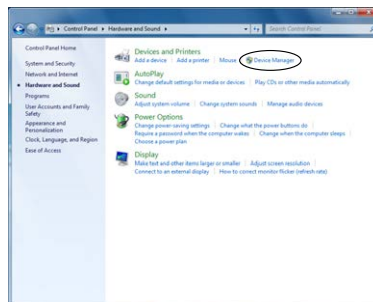 Control Panel ▸ Hardware and Sound ▸
Search Control Panel
Control Panel Home
System and Security
Network and Internet
Hardware and Sound
Programs
User Accounts and Family
Safety
Appearance and
Personalization
Clock, Language, and Region
Ease of Access
Devices and Printers
Add a device | Add a printer | Mouse | Device Manager
AutoPlay
Change default settings for media or devices | Play CDs or other media automatically
Sound
Adjust system volume | Change system sounds | Manage audio devices
Power Options
Change power-saving settings | Change what the power buttons do
Require a password when the computer wakes | Change when the computer sleeps
Choose a power plan
Display
Make text and other items larger or smaller | Adjust screen resolution
Connect to an external display | How to correct monitor flicker (refresh rate)